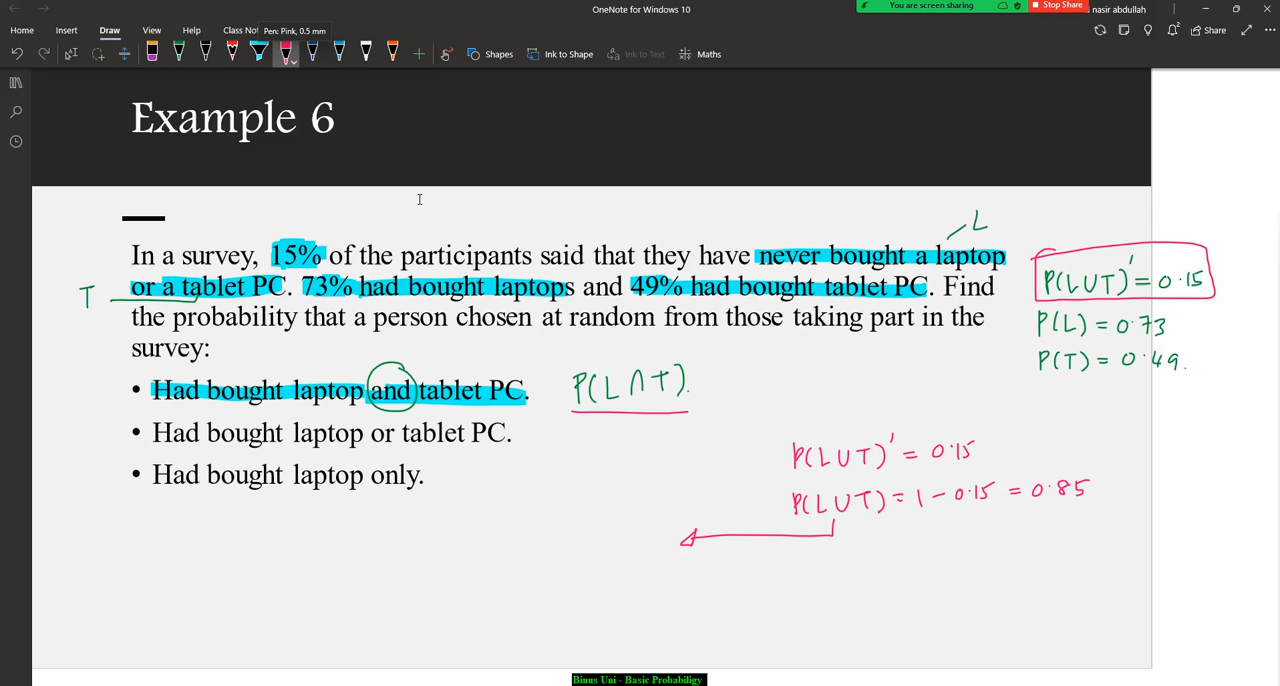 OneNote for Windows 10
You are screen sharing
Stop Share
nasir abdullah
Home
Insert
Draw
View
Help
Class No
Pen: Pink, 0.5 mm
Shapes
Ink to Shape
Ink to Text
Maths
Share
Example 6
L
In a survey, 15% of the participants said that they have never bought a laptop
or a tablet PC. 73% had bought laptops and 49% had bought tablet PC. Find
the probability that a person chosen at random from those taking part in the
survey:
T
P(L∪T)' = 0.15
P(L) = 0.73
P(T) = 0.49.
• Had bought laptop and tablet PC.
P(L∩T).
• Had bought laptop or tablet PC.
• Had bought laptop only.
P(L∪T)' = 0.15
P(L∪T) = 1 - 0.15 = 0.85
Binus Uni - Basic Probabiligy